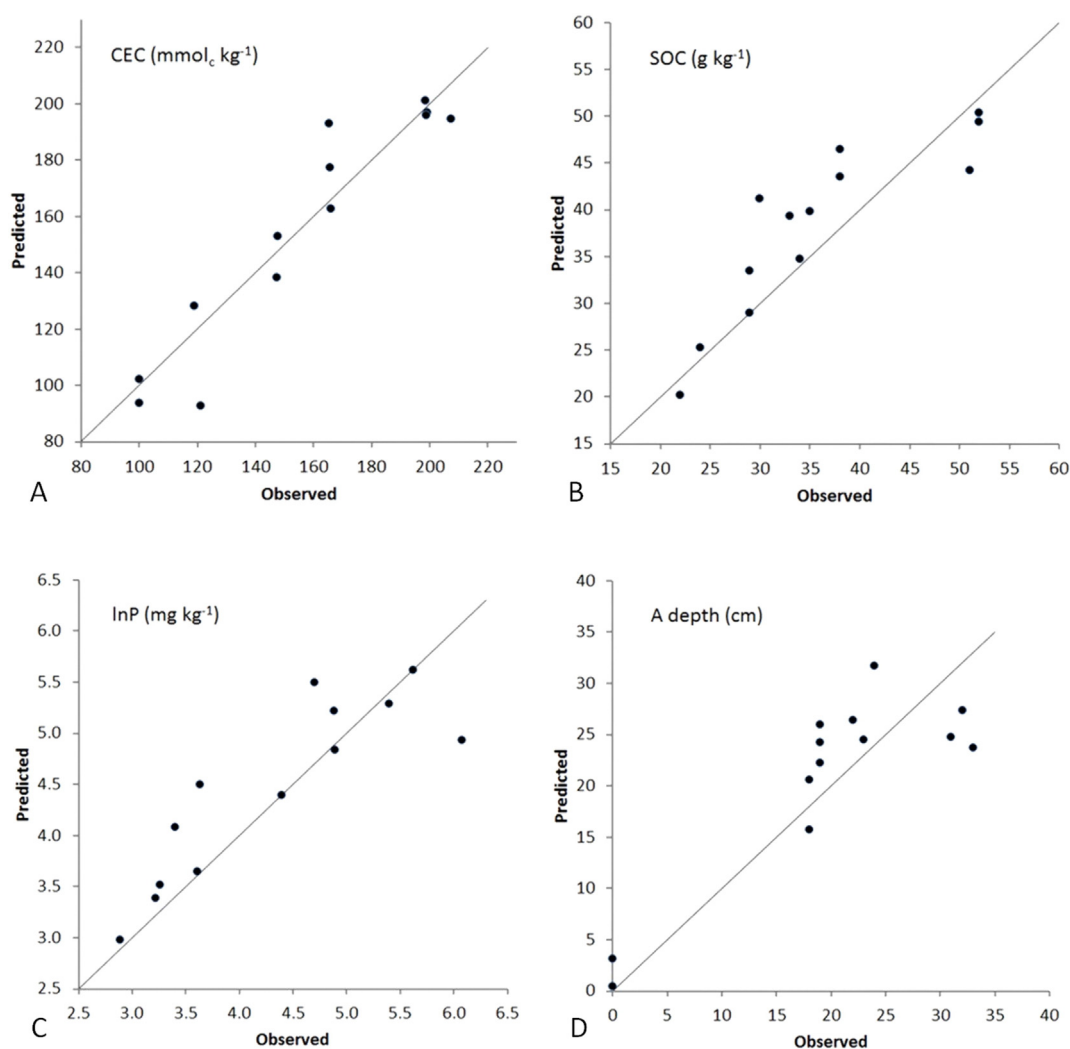 CEC (mmolc kg-1)
220
200
180
160
140
120
100
80
Predicted
80 100 120 140 160 180 200 220
Observed
A
SOC (g kg-1)
60
55
50
45
40
35
30
25
20
15
Predicted
15 20 25 30 35 40 45 50 55 60
Observed
B
lnP (mg kg-1)
6.5
6.0
5.5
5.0
4.5
4.0
3.5
3.0
2.5
Predicted
2.5 3.0 3.5 4.0 4.5 5.0 5.5 6.0 6.5
Observed
C
A depth (cm)
40
35
30
25
20
15
10
5
0
Predicted
0 5 10 15 20 25 30 35 40
Observed
D